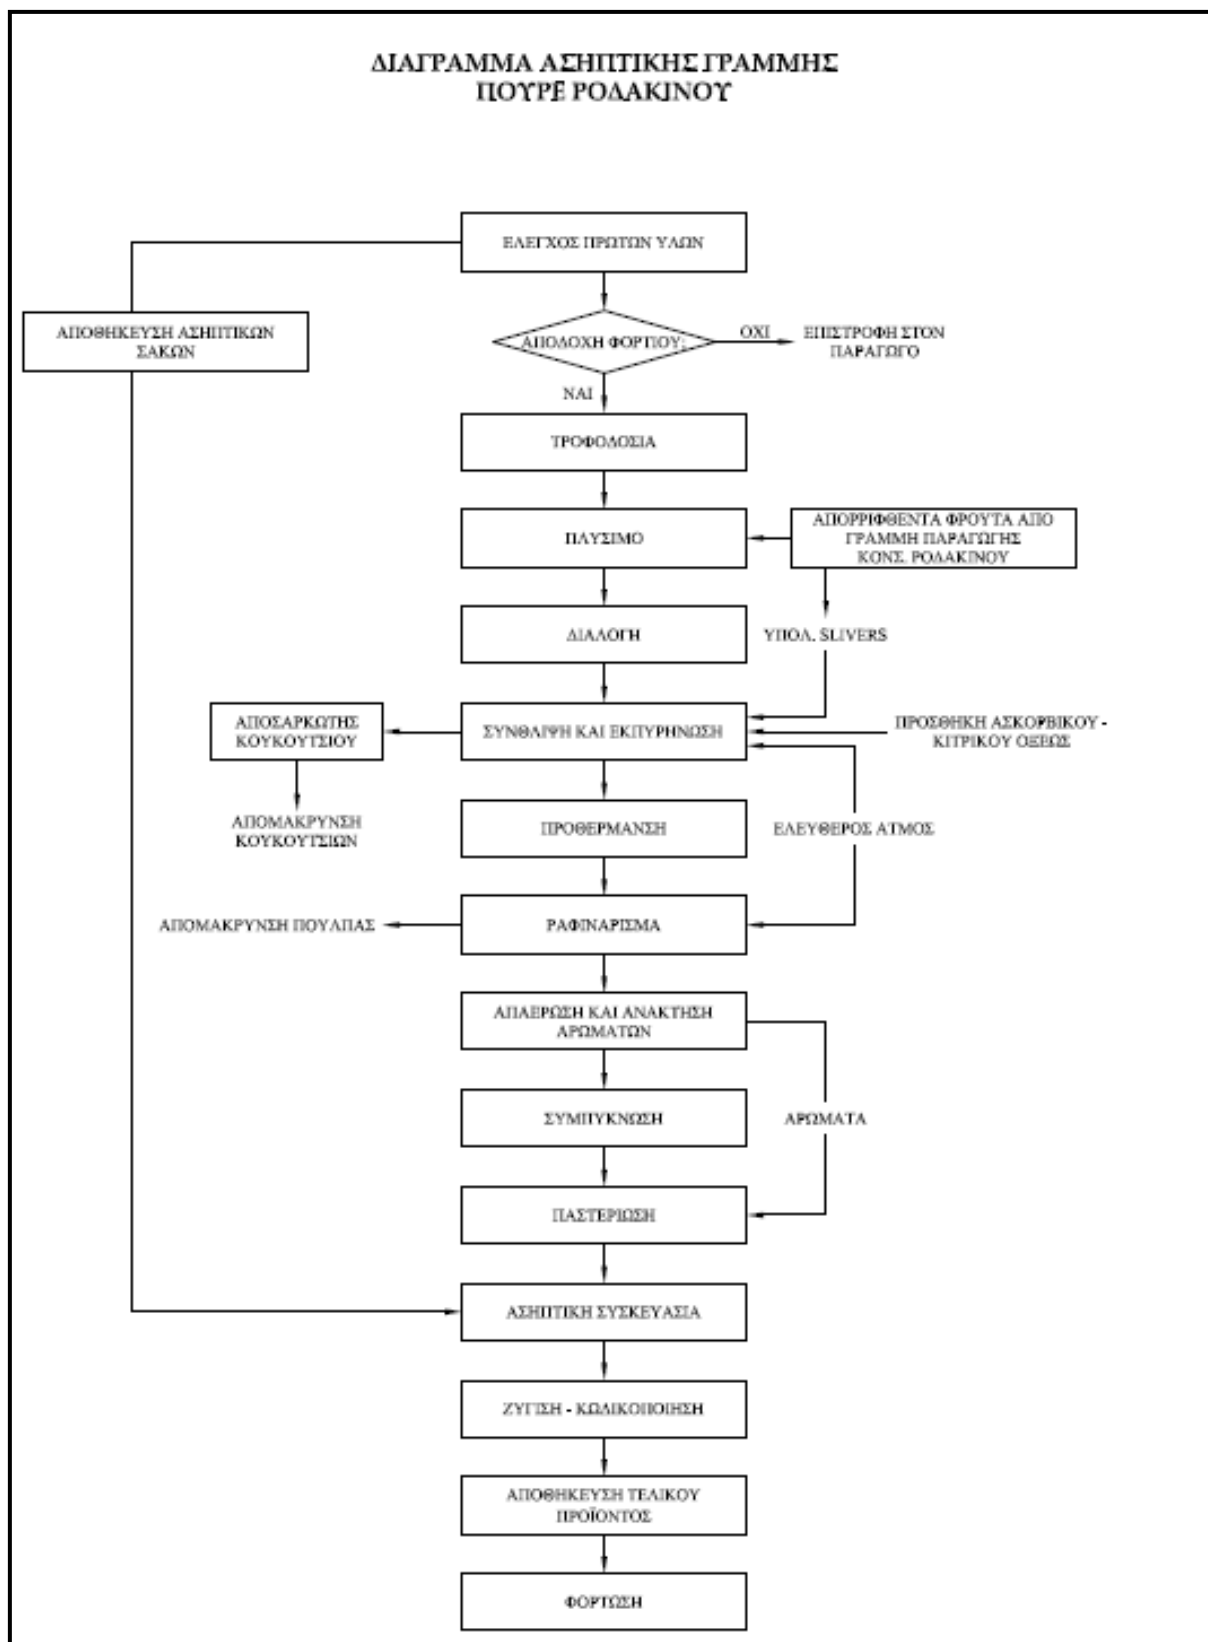 ΔΙΑΓΡΑΜΜΑ ΑΣΗΠΤΙΚΗΣ ΓΡΑΜΜΗΣ
ΠΟΥΡΕ ΡΟΔΑΚΙΝΟΥ
ΕΛΕΓΧΟΣ ΠΡΩΤΩΝ ΥΛΩΝ
ΑΠΟΘΗΚΕΥΣΗ ΑΣΗΠΤΙΚΩΝ
ΣΑΚΩΝ
ΑΠΟΔΟΧΗ ΦΟΡΤΙΟΥ;
ΟΧΙ
ΕΠΙΣΤΡΟΦΗ ΣΤΟΝ
ΠΑΡΑΓΩΓΟ
ΝΑΙ
ΤΡΟΦΟΔΟΣΙΑ
ΠΛΥΣΙΜΟ
ΑΠΟΡΡΙΦΘΕΝΤΑ ΦΡΟΥΤΑ ΑΠΟ
ΓΡΑΜΜΗ ΠΑΡΑΓΩΓΗΣ
ΚΟΝΣ. ΡΟΔΑΚΙΝΟΥ
ΔΙΑΛΟΓΗ
ΥΠΟΛ. SLIVERS
ΑΠΟΣΑΡΚΩΤΗΣ
ΚΟΥΚΟΥΤΣΙΟΥ
ΣΥΝΘΛΙΨΗ ΚΑΙ ΕΚΠΥΡΗΝΩΣΗ
ΠΡΟΣΘΗΚΗ ΑΣΚΟΡΒΙΚΟΥ -
ΚΙΤΡΙΚΟΥ ΟΞΕΩΣ
ΑΠΟΜΑΚΡΥΝΣΗ
ΚΟΥΚΟΥΤΣΙΩΝ
ΠΡΟΘΕΡΜΑΝΣΗ
ΕΛΕΥΘΕΡΟΣ ΑΤΜΟΣ
ΑΠΟΜΑΚΡΥΝΣΗ ΠΟΥΛΠΑΣ
ΡΑΦΙΝΑΡΙΣΜΑ
ΑΠΑΕΡΩΣΗ ΚΑΙ ΑΝΑΚΤΗΣΗ
ΑΡΩΜΑΤΩΝ
ΣΥΜΠΥΚΝΩΣΗ
ΑΡΩΜΑΤΑ
ΠΑΣΤΕΡΙΩΣΗ
ΑΣΗΠΤΙΚΗ ΣΥΣΚΕΥΑΣΙΑ
ΖΥΓΙΣΗ - ΚΩΔΙΚΟΠΟΙΗΣΗ
ΑΠΟΘΗΚΕΥΣΗ ΤΕΛΙΚΟΥ
ΠΡΟΪΟΝΤΟΣ
ΦΟΡΤΩΣΗ